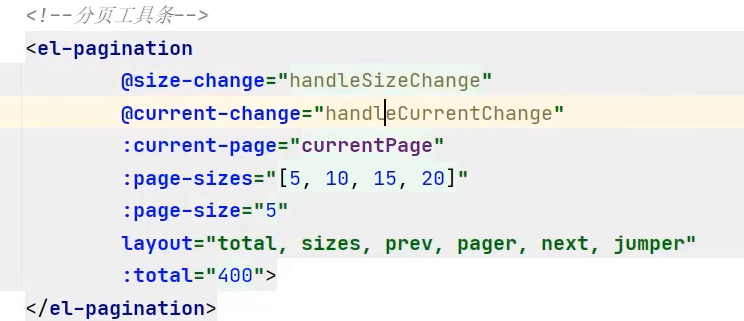 <!--分页工具条-->
<el-pagination
@size-change="handleSizeChange"
@current-change="handleCurrentChange"
:current-page="currentPage"
:page-sizes="[5, 10, 15, 20]"
:page-size="5"
layout="total, sizes, prev, pager, next, jumper"
:total="400">
</el-pagination>